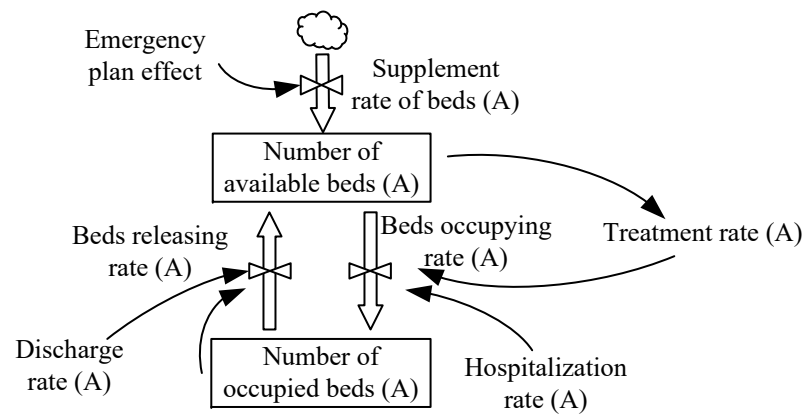 Emergency
plan effect
Supplement
rate of beds (A)
Number of
available beds (A)
Beds releasing
rate (A)
Beds occupying
rate (A)
Treatment rate (A)
Discharge
rate (A)
Number of
occupied beds (A)
Hospitalization
rate (A)